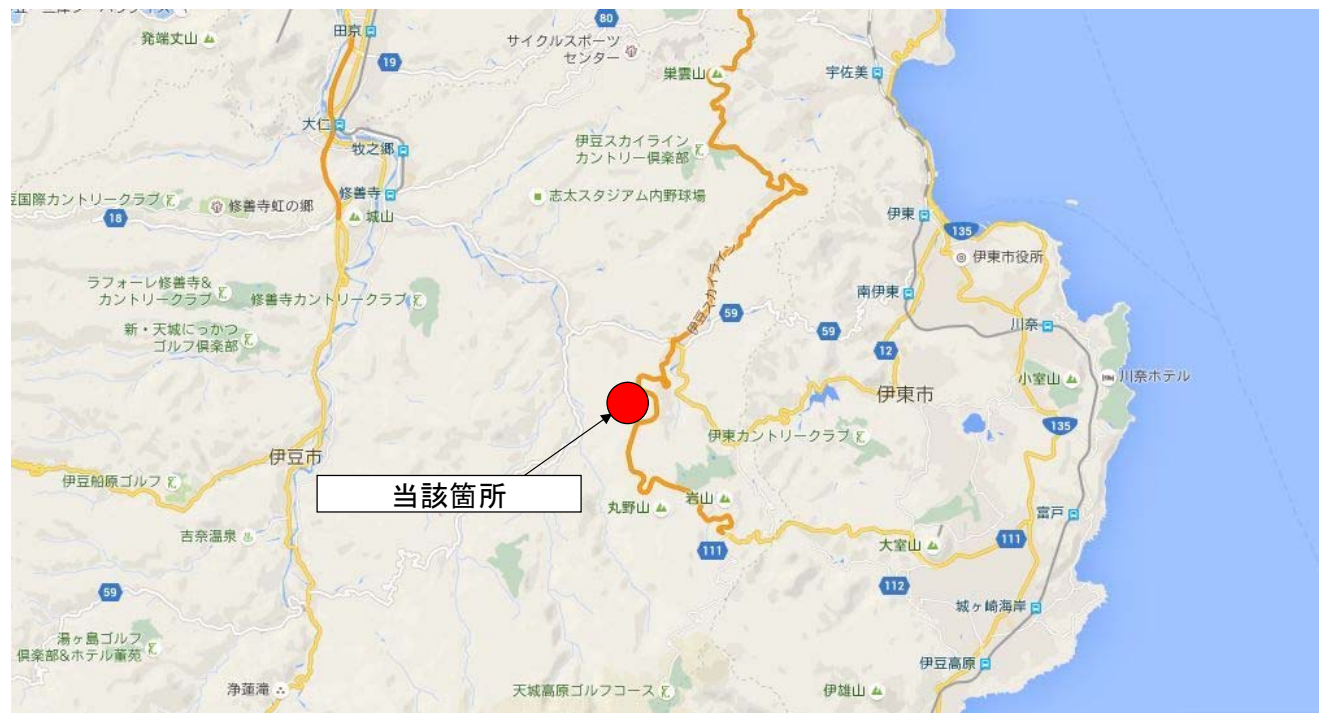 発端丈山
田京
80
サイクルスポーツ
センター
19
巣雲山
宇佐美
大仁
牧之郷
伊豆スカイライン
カントリー倶楽部
修善寺
志太スタジアム内野球場
豆国際カントリークラブ
修善寺虹の郷
18
城山
伊東
135
伊東市役所
伊豆スカイライン
ラフォーレ修善寺&
カントリークラブ
修善寺カントリークラブ
南伊東
59
59
川奈
新・天城にっかつ
ゴルフ倶楽部
12
小室山
川奈ホテル
伊東市
135
伊東カントリークラブ
伊豆市
伊豆船原ゴルフ
当該箇所
丸野山
岩山
富戸
吉奈温泉
111
大室山
111
112
59
城ヶ崎海岸
湯ヶ島ゴルフ
倶楽部&ホテル董苑
伊豆高原
浄蓮滝
天城高原ゴルフコース
伊雄山